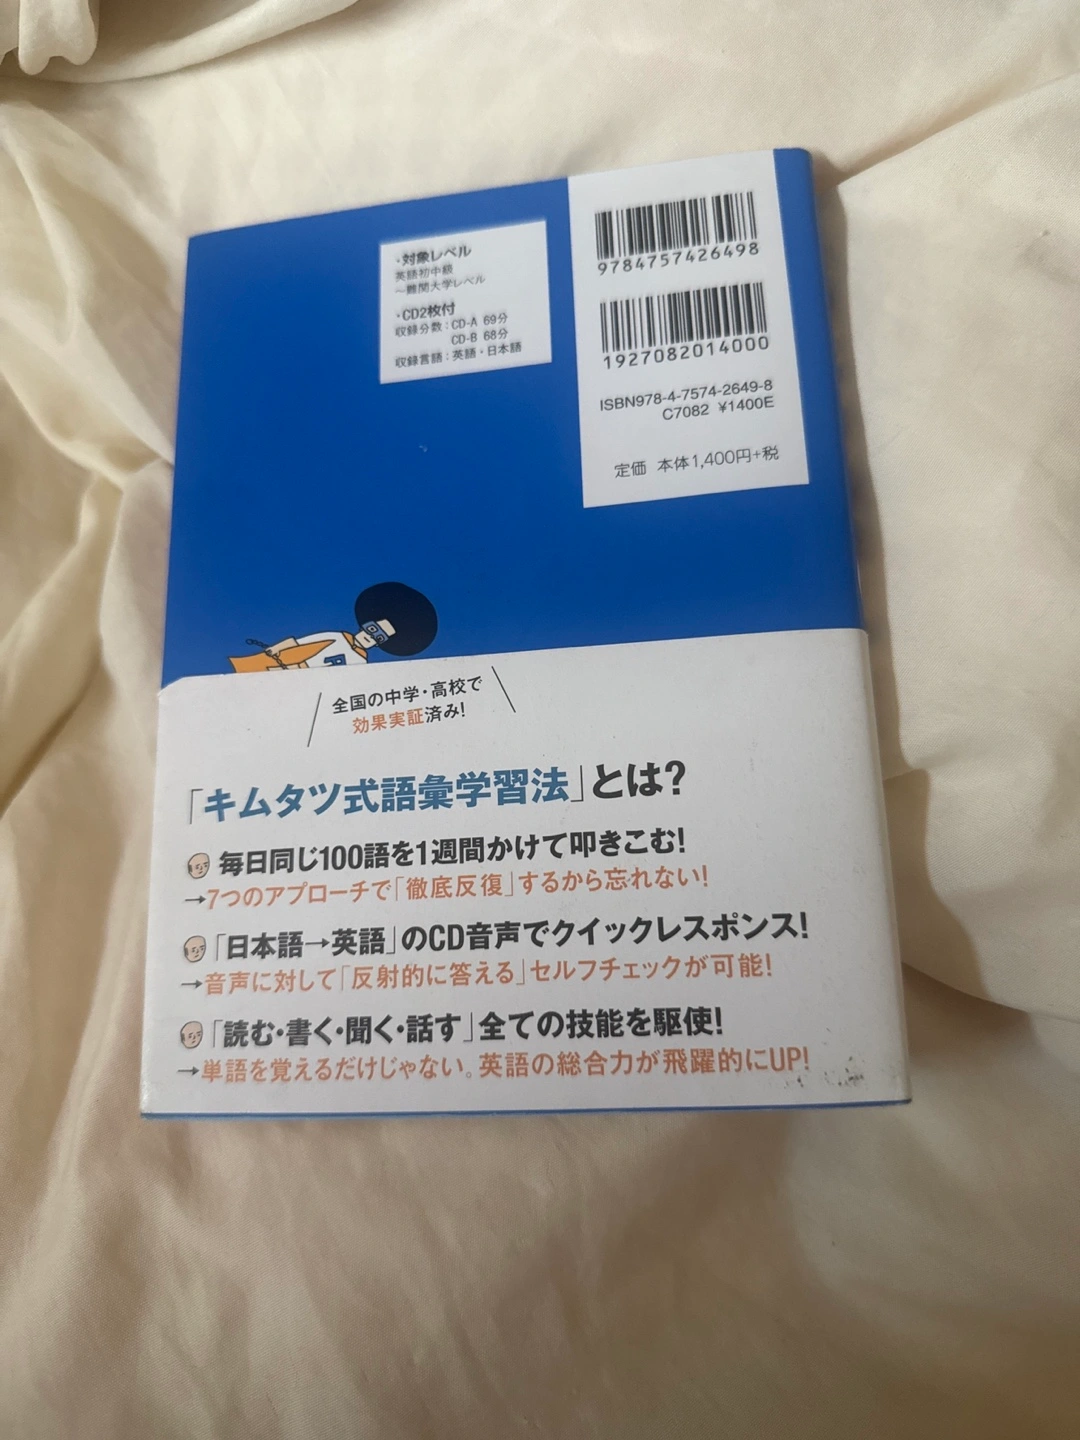 ・対象レベル
英語初中級
～難関大学レベル
・CD2枚付
収録分数：CD-A 69分
CD-B 68分
収録言語：英語・日本語
9784757426498
1927082014000
ISBN978-4-7574-2649-8
C7082 ¥1400E
定価 本体1,400円+税
全国の中学・高校で
効果実証済み!
「キムタツ式語彙学習法」とは?
毎日同じ100語を1週間かけて叩きこむ!
→7つのアプローチで「徹底反復」するから忘れない!
「日本語→英語」のCD音声でクイックレスポンス!
→音声に対して「反射的に答える」セルフチェックが可能!
「読む・書く・聞く・話す」全ての技能を駆使!
→単語を覚えるだけじゃない。英語の総合力が飛躍的にUP!